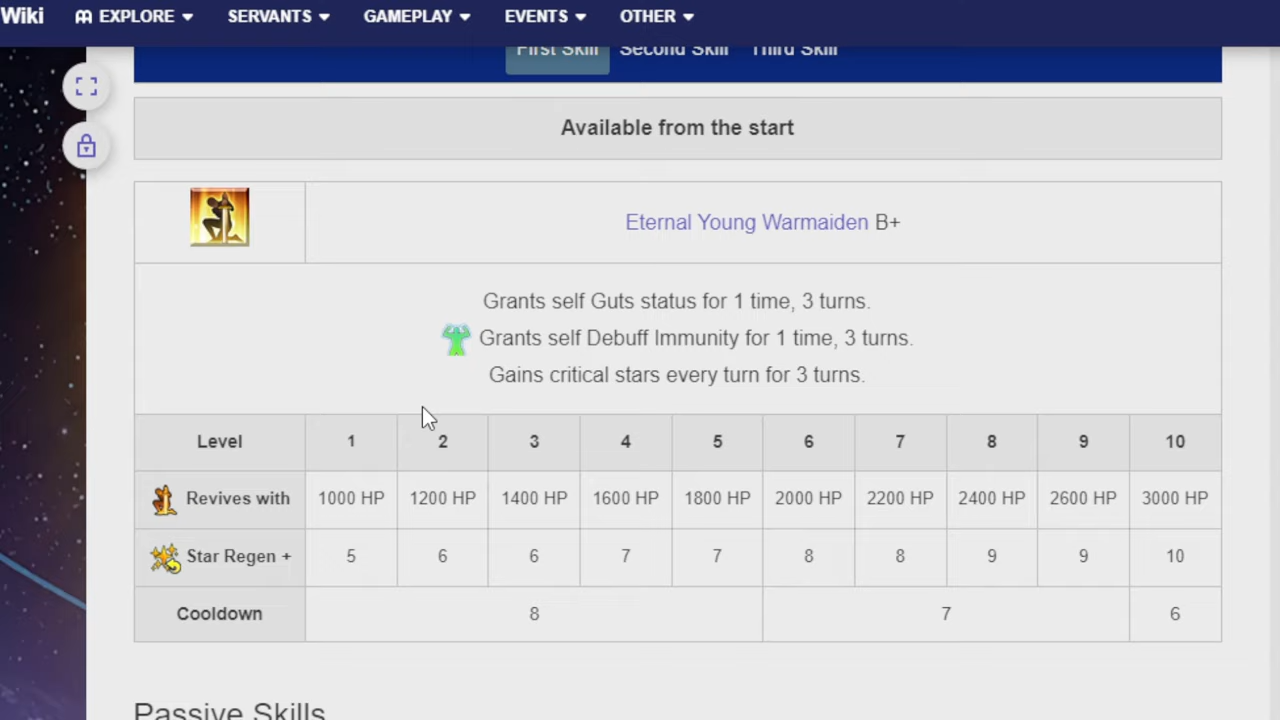 Wiki EXPLORE SERVANTS GAMEPLAY EVENTS OTHER
First Skill Second Skill Third Skill
Available from the start
Eternal Young Warmaiden B+
Grants self Guts status for 1 time, 3 turns.
Grants self Debuff Immunity for 1 time, 3 turns.
Gains critical stars every turn for 3 turns.
Level 1 2 3 4 5 6 7 8 9 10
Revives with 1000 HP 1200 HP 1400 HP 1600 HP 1800 HP 2000 HP 2200 HP 2400 HP 2600 HP 3000 HP
Star Regen + 5 6 6 7 7 8 8 9 9 10
Cooldown 8 7 6
Passive Skills